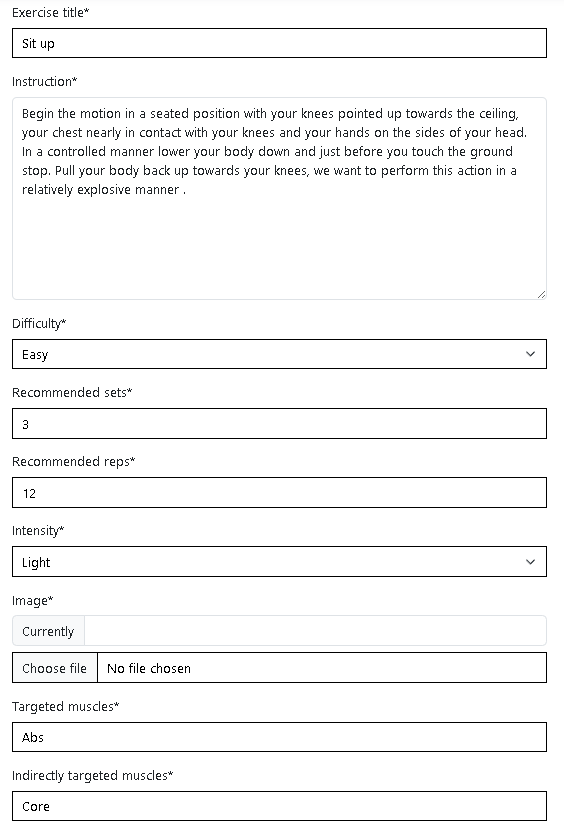 Exercise title*
Sit up
Instruction*
Begin the motion in a seated position with your knees pointed up towards the ceiling,
your chest nearly in contact with your knees and your hands on the sides of your head.
In a controlled manner lower your body down and just before you touch the ground
stop. Pull your body back up towards your knees, we want to perform this action in a
relatively explosive manner .
Difficulty*
Easy
Recommended sets*
3
Recommended reps*
12
Intensity*
Light
Image*
Currently
Choose file No file chosen
Targeted muscles*
Abs
Indirectly targeted muscles*
Core